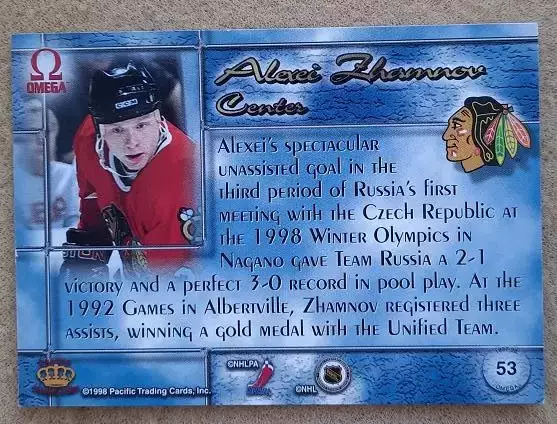 Ω
OMEGA
Alexei Zhamnov
Center
CCM
Alexei's spectacular
unassisted goal in the
third period of Russia's first
meeting with the Czech Republic at
the 1998 Winter Olympics in
Nagano gave Team Russia a 2-1
victory and a perfect 3-0 record in pool play. At the
1992 Games in Albertville, Zhamnov registered three
assists, winning a gold medal with the Unified Team.
©1998 Pacific Trading Cards, Inc.
©NHLPA
©NHL
53
OMEGA